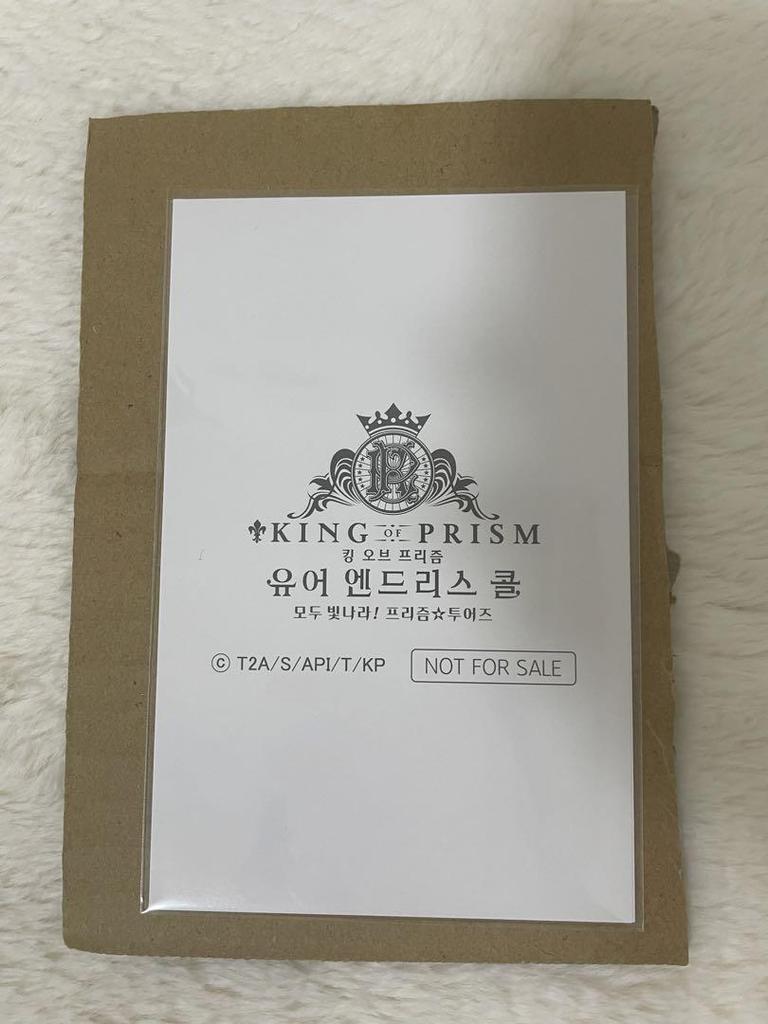 KING OF PRISM
킹 오브 프리즘
유어 엔드리스 콜
모두 빛나라! 프리즘☆투어즈
ⓒ T2A/S/API/T/KP
NOT FOR SALE